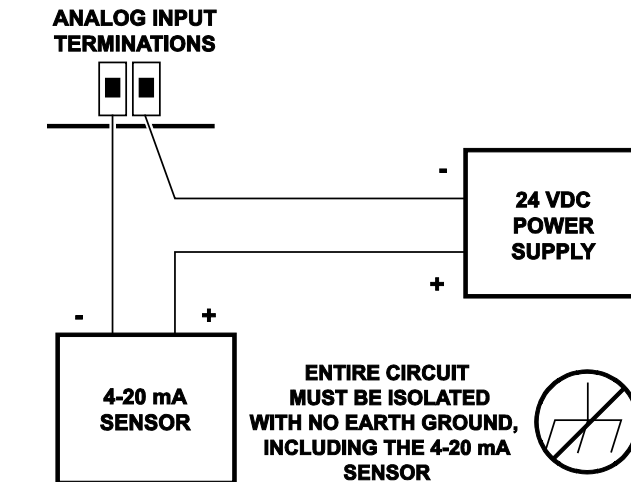 ANALOG INPUT
TERMINATIONS
-
24 VDC
POWER
SUPPLY
+
-
+
4-20 mA
SENSOR
ENTIRE CIRCUIT
MUST BE ISOLATED
WITH NO EARTH GROUND,
INCLUDING THE 4-20 mA
SENSOR